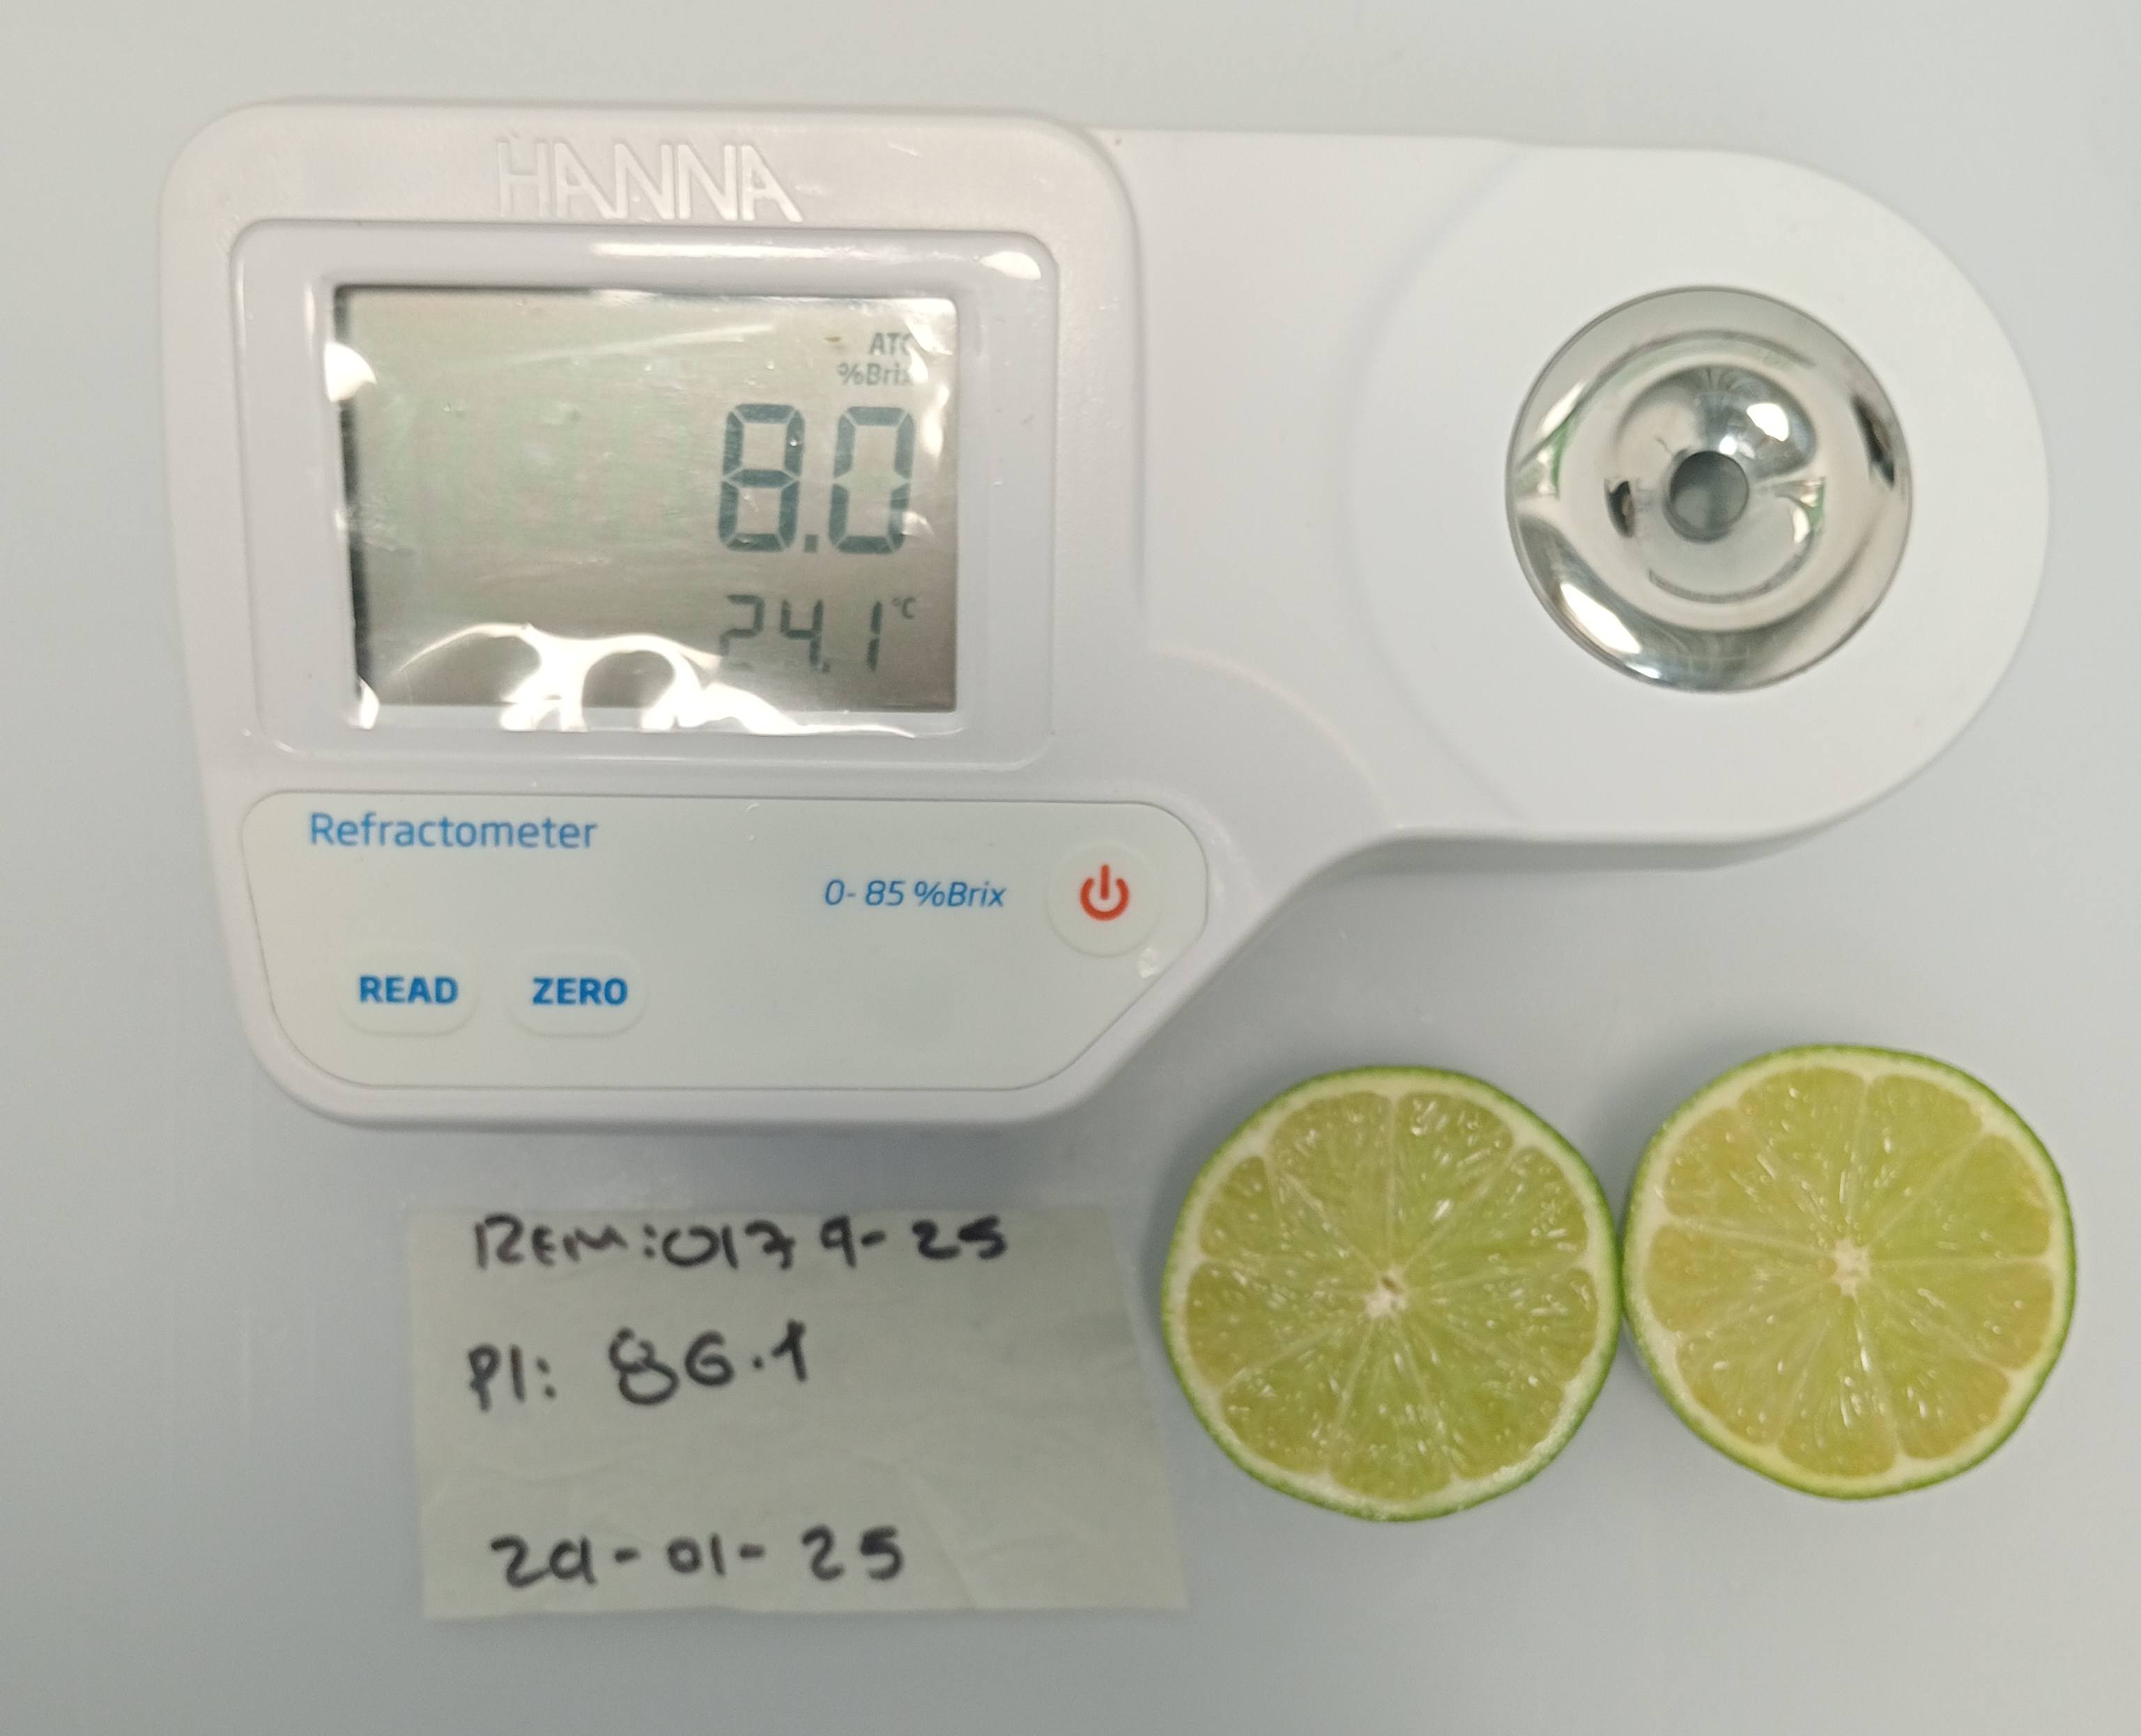 HANNA
ATC
%Brix
8.0
24.1 °C
Refractometer
0-85 %Brix
READ ZERO
REM:0179-25
PI: 86.1
29-01-25